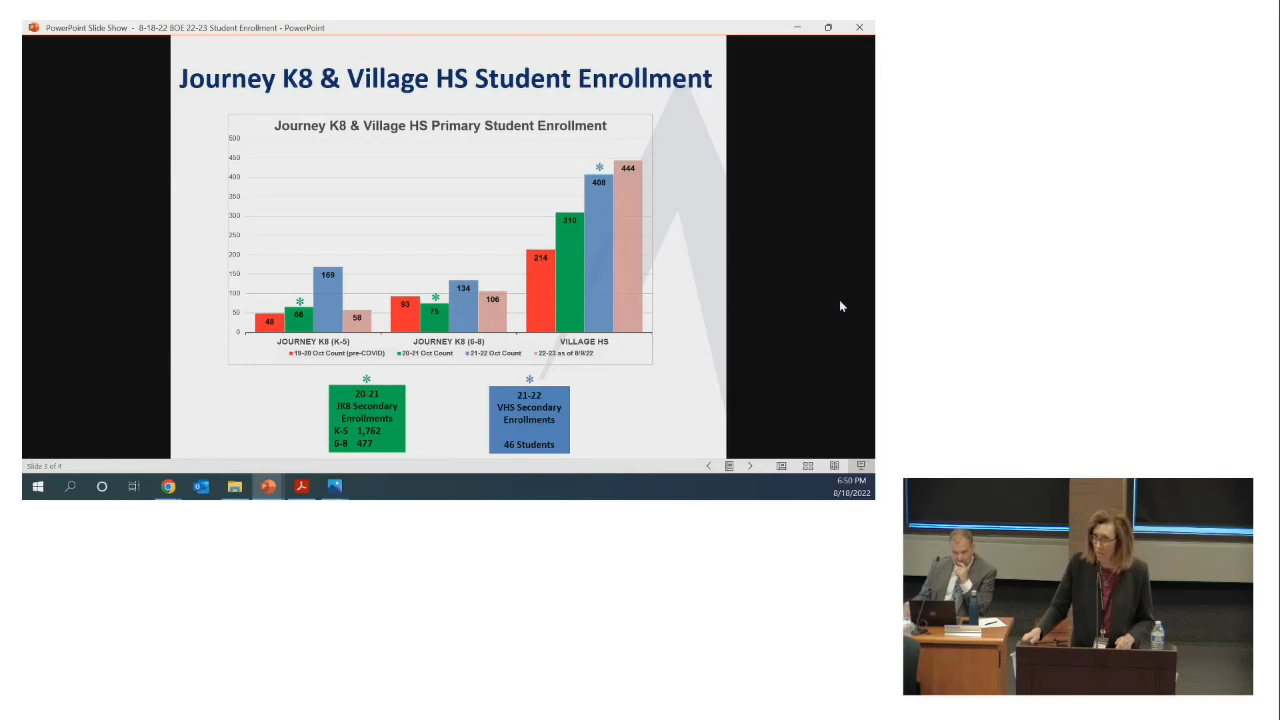 PowerPoint Slide Show - 8-18-22 BOE 22-23 Student Enrollment - PowerPoint
Journey K8 & Village HS Student Enrollment
Journey K8 & Village HS Primary Student Enrollment
500
450
400
350
300
250
200
150
100
50
0
48
66
169
58
93
75
134
106
214
310
408
444
*
*
*
JOURNEY K8 (K-5)
JOURNEY K8 (6-8)
VILLAGE HS
19-20 Oct Count (pre-COVID)
20-21 Oct Count
21-22 Oct Count
22-23 as of 8/9/22
*
20-21
JK8 Secondary
Enrollments
K-5 1,762
6-8 477
*
21-22
VHS Secondary
Enrollments
46 Students
Slide 3 of 4
6:50 PM
8/18/2022